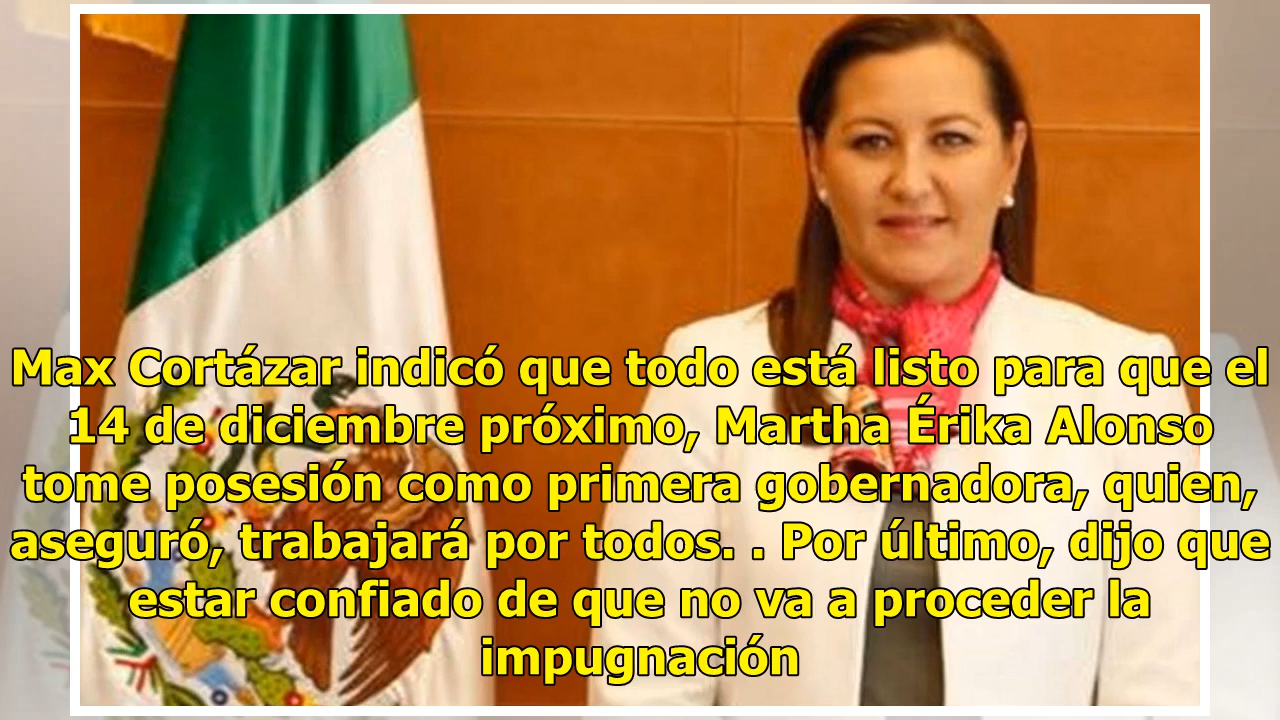 Max Cortázar indicó que todo está listo para que el
14 de diciembre próximo, Martha Érika Alonso
tome posesión como primera gobernadora, quien,
aseguró, trabajará por todos. . Por último, dijo que
estar confiado de que no va a proceder la
impugnación